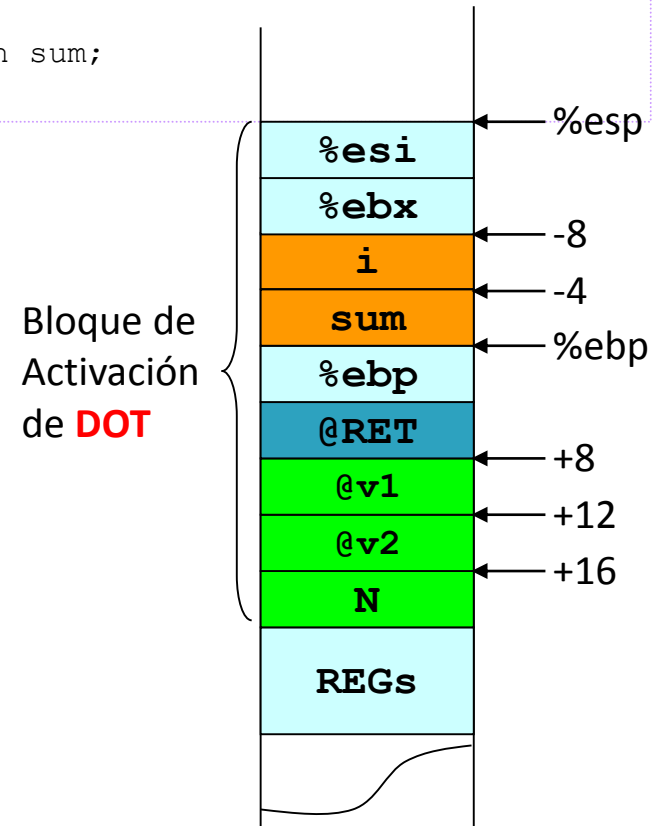 sum;
%esp
%esi
%ebx
-8
i
-4
sum
%ebp
%ebp
Bloque de
Activación
de DOT
@RET
+8
@v1
+12
@v2
+16
N
REGs